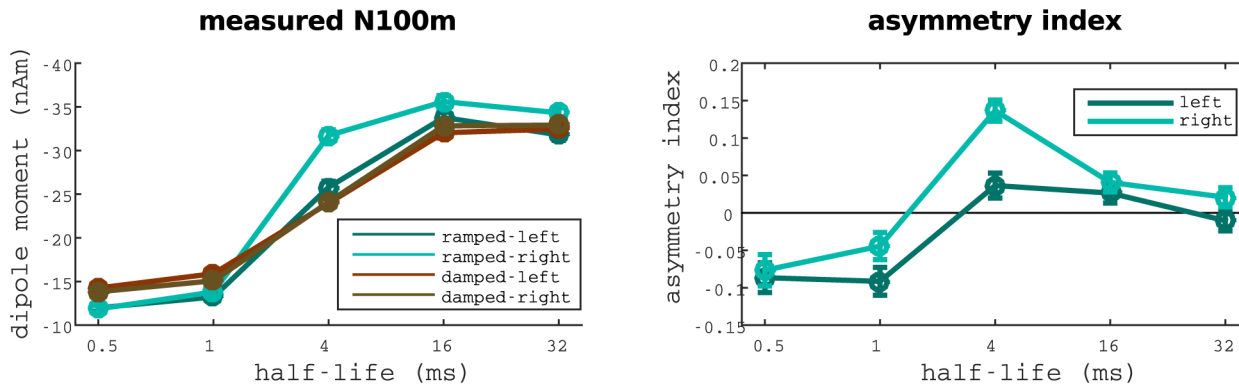 measured N100m
dipole moment (nAm)
-40
-35
-30
-25
-20
-15
-10
0.5
1
4
16
32
half-life (ms)
ramped-left
ramped-right
damped-left
damped-right
asymmetry index
asymmetry index
0.2
0.15
0.1
0.05
0
-0.05
-0.1
-0.15
0.5
1
4
16
32
half-life (ms)
left
right